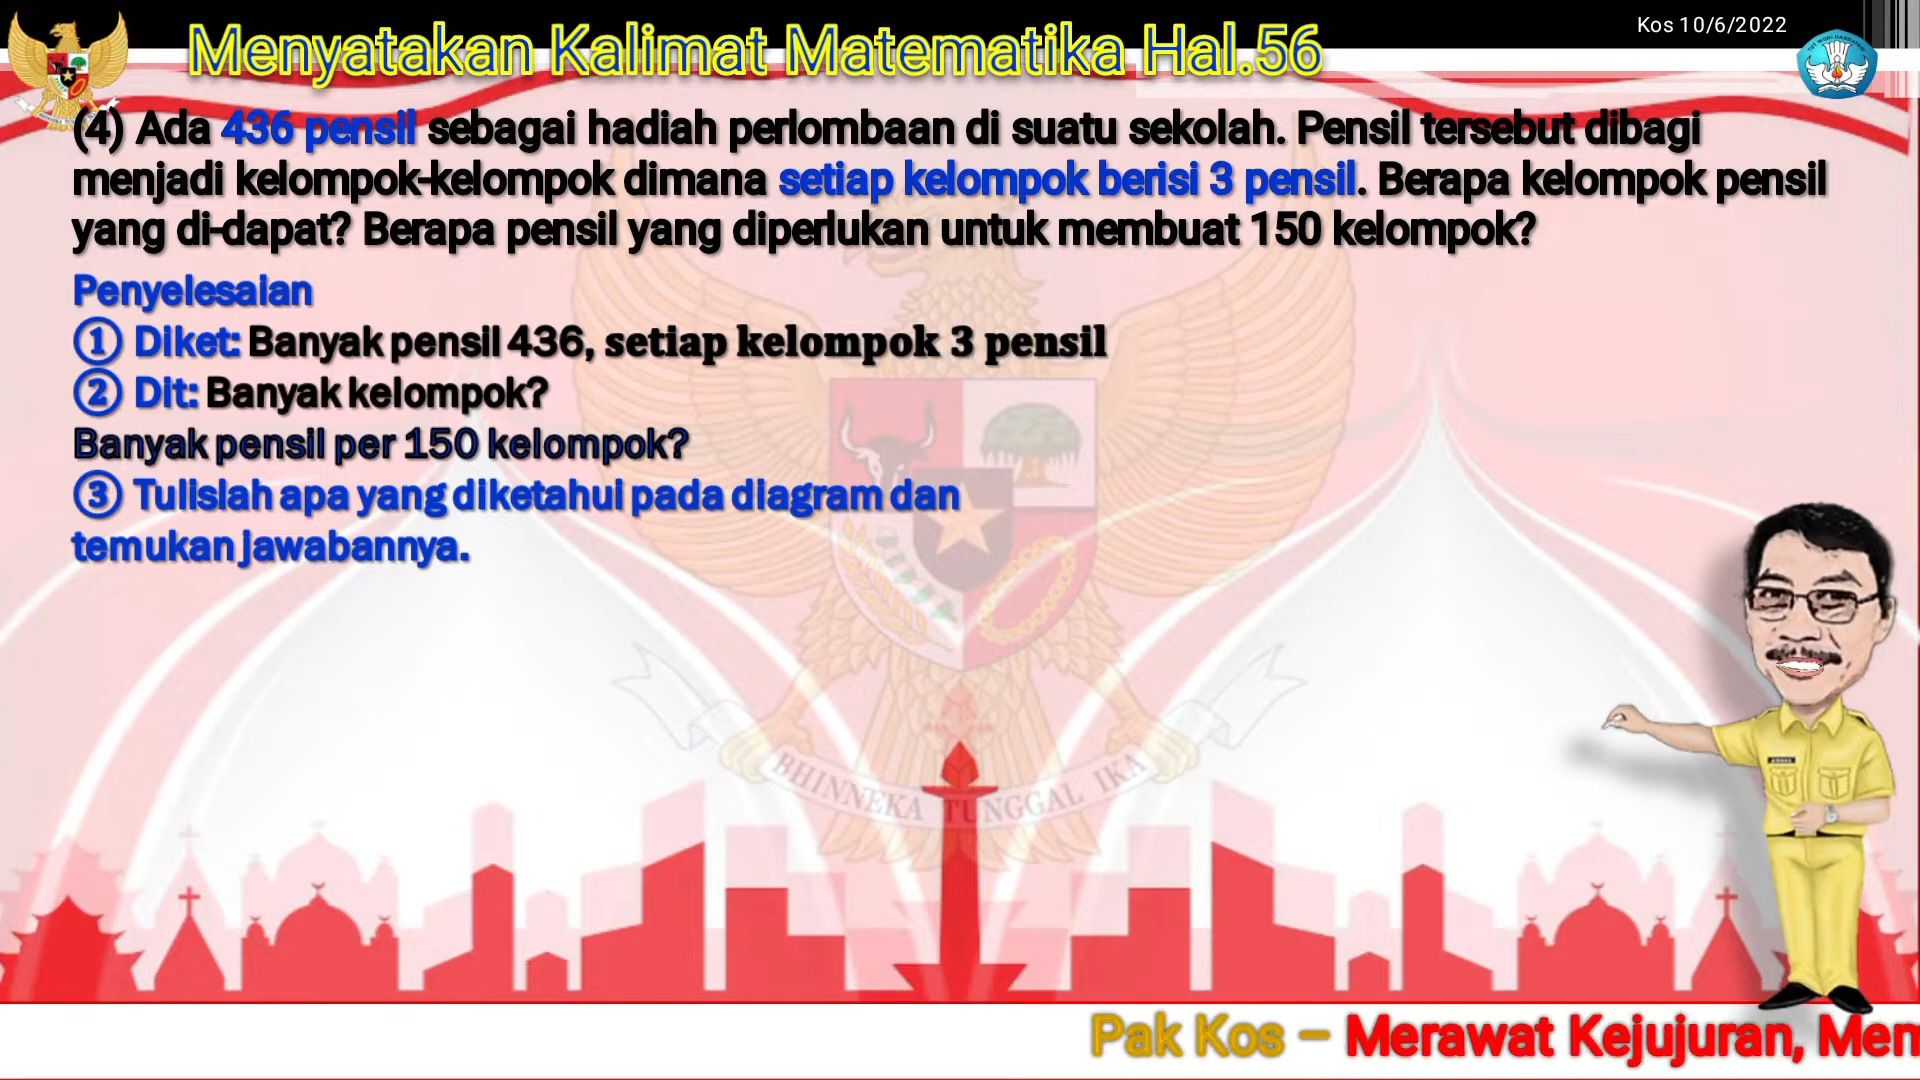 Kos 10/6/2022
Menyatakan Kalimat Matematika Hal.56
(4) Ada 436 pensil sebagai hadiah perlombaan di suatu sekolah. Pensil tersebut dibagi
menjadi kelompok-kelompok dimana setiap kelompok berisi 3 pensil. Berapa kelompok pensil
yang di-dapat? Berapa pensil yang diperlukan untuk membuat 150 kelompok?
Penyelesaian
① Diket: Banyak pensil 436, setiap kelompok 3 pensil
② Dit: Banyak kelompok?
Banyak pensil per 150 kelompok?
③ Tulislah apa yang diketahui pada diagram dan
temukan jawabannya.
BHINNEKA TUNGGAL IKA
Pak Kos – Merawat Kejujuran, Men